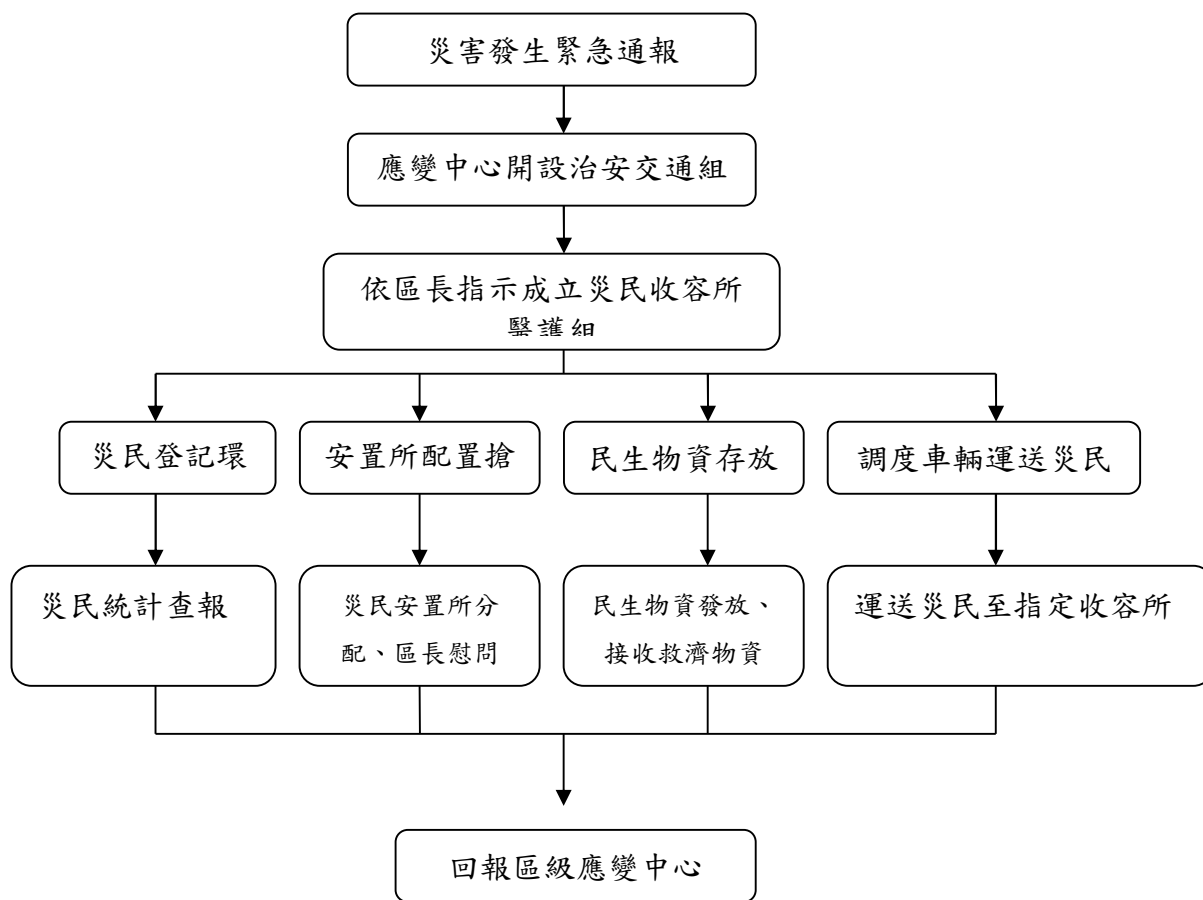 災害發生緊急通報
應變中心開設治安交通組
依區長指示成立災民收容所
醫護組
災民登記環
安置所配置搶
民生物資存放
調度車輛運送災民
災民統計查報
災民安置所分
配、區長慰問
民生物資發放、
接收救濟物資
運送災民至指定收容所
回報區級應變中心